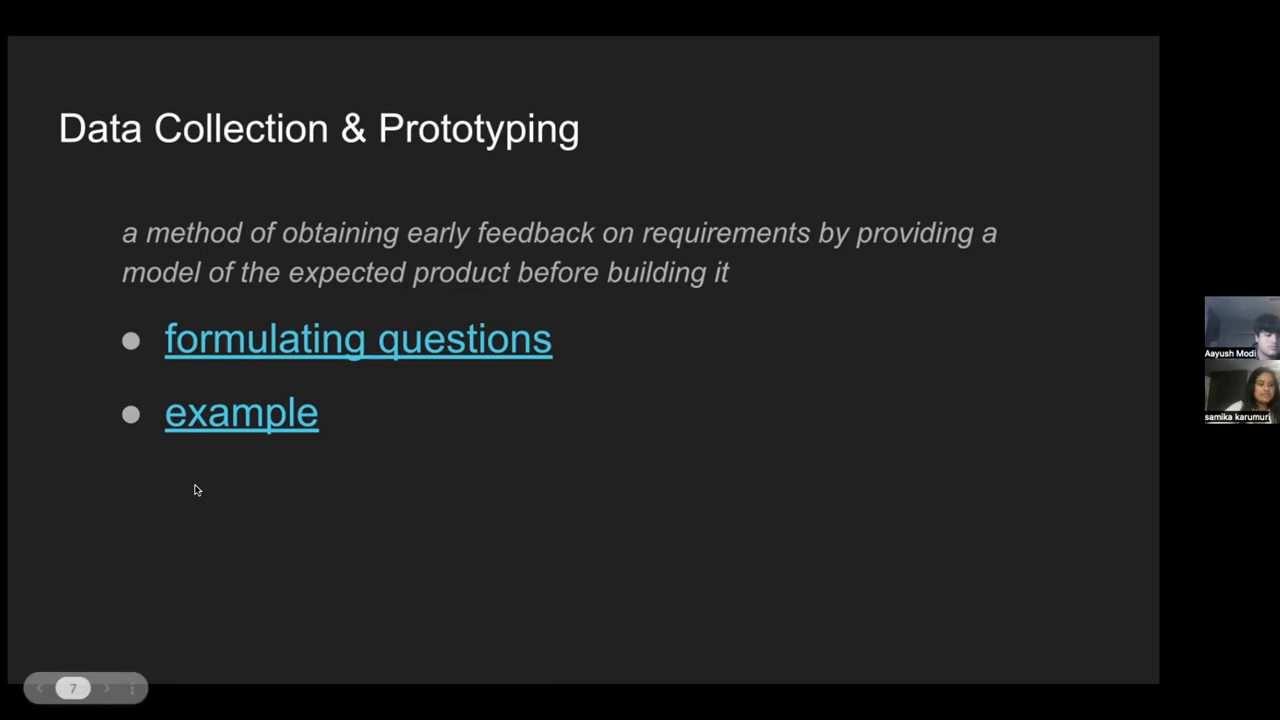 Data Collection & Prototyping
a method of obtaining early feedback on requirements by providing a
model of the expected product before building it
formulating questions
example
Aayush Modi
samika karumuri
7